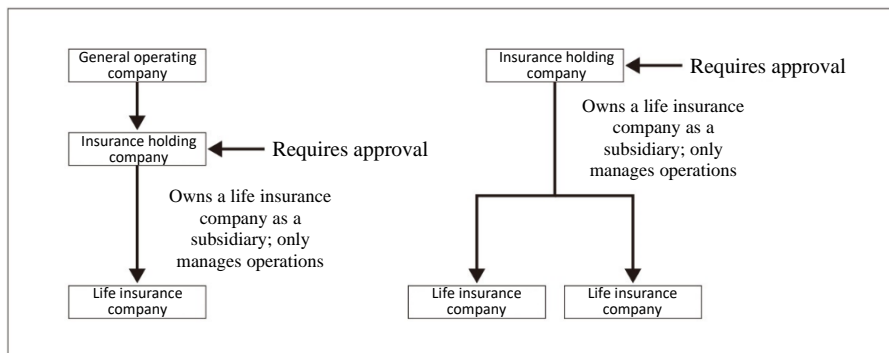 General operating
company
Insurance holding
company
Requires approval
Owns a life insurance
company as a
subsidiary; only
manages operations
Life insurance
company
Insurance holding
company
Requires approval
Owns a life insurance
company as a
subsidiary; only
manages operations
Life insurance
company
Life insurance
company